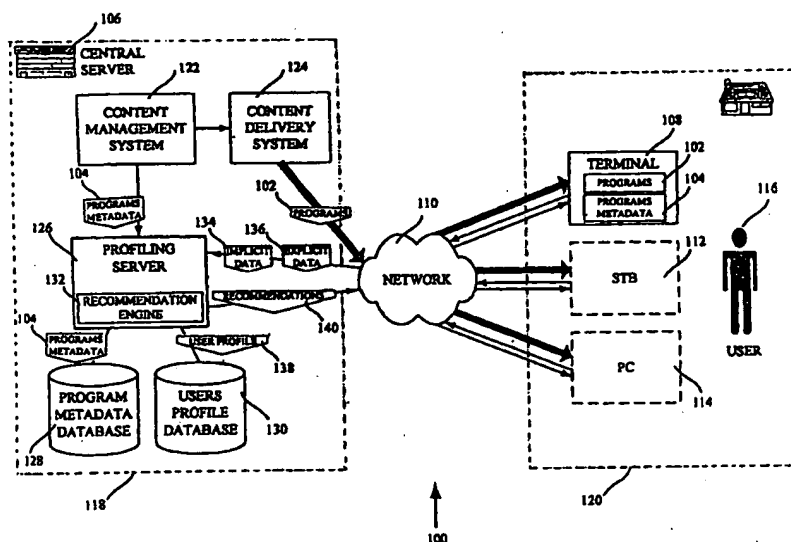 106
CENTRAL
SERVER
122
124
CONTENT
MANAGEMENT
SYSTEM
CONTENT
DELIVERY
SYSTEM
104
PROGRAMS
METADATA
102
PROGRAMS
126
PROFILING
SERVER
132
RECOMMENDATION
ENGINE
134
IMPLICIT
DATA
136
EXPLICIT
DATA
RECOMMENDATIONS
140
104
PROGRAMS
METADATA
USER PROFILE
138
PROGRAM
METADATA
DATABASE
128
USERS
PROFILE
DATABASE
130
118
110
NETWORK
108
TERMINAL
102
PROGRAMS
104
PROGRAMS
METADATA
112
STB
PC
114
116
USER
120
100